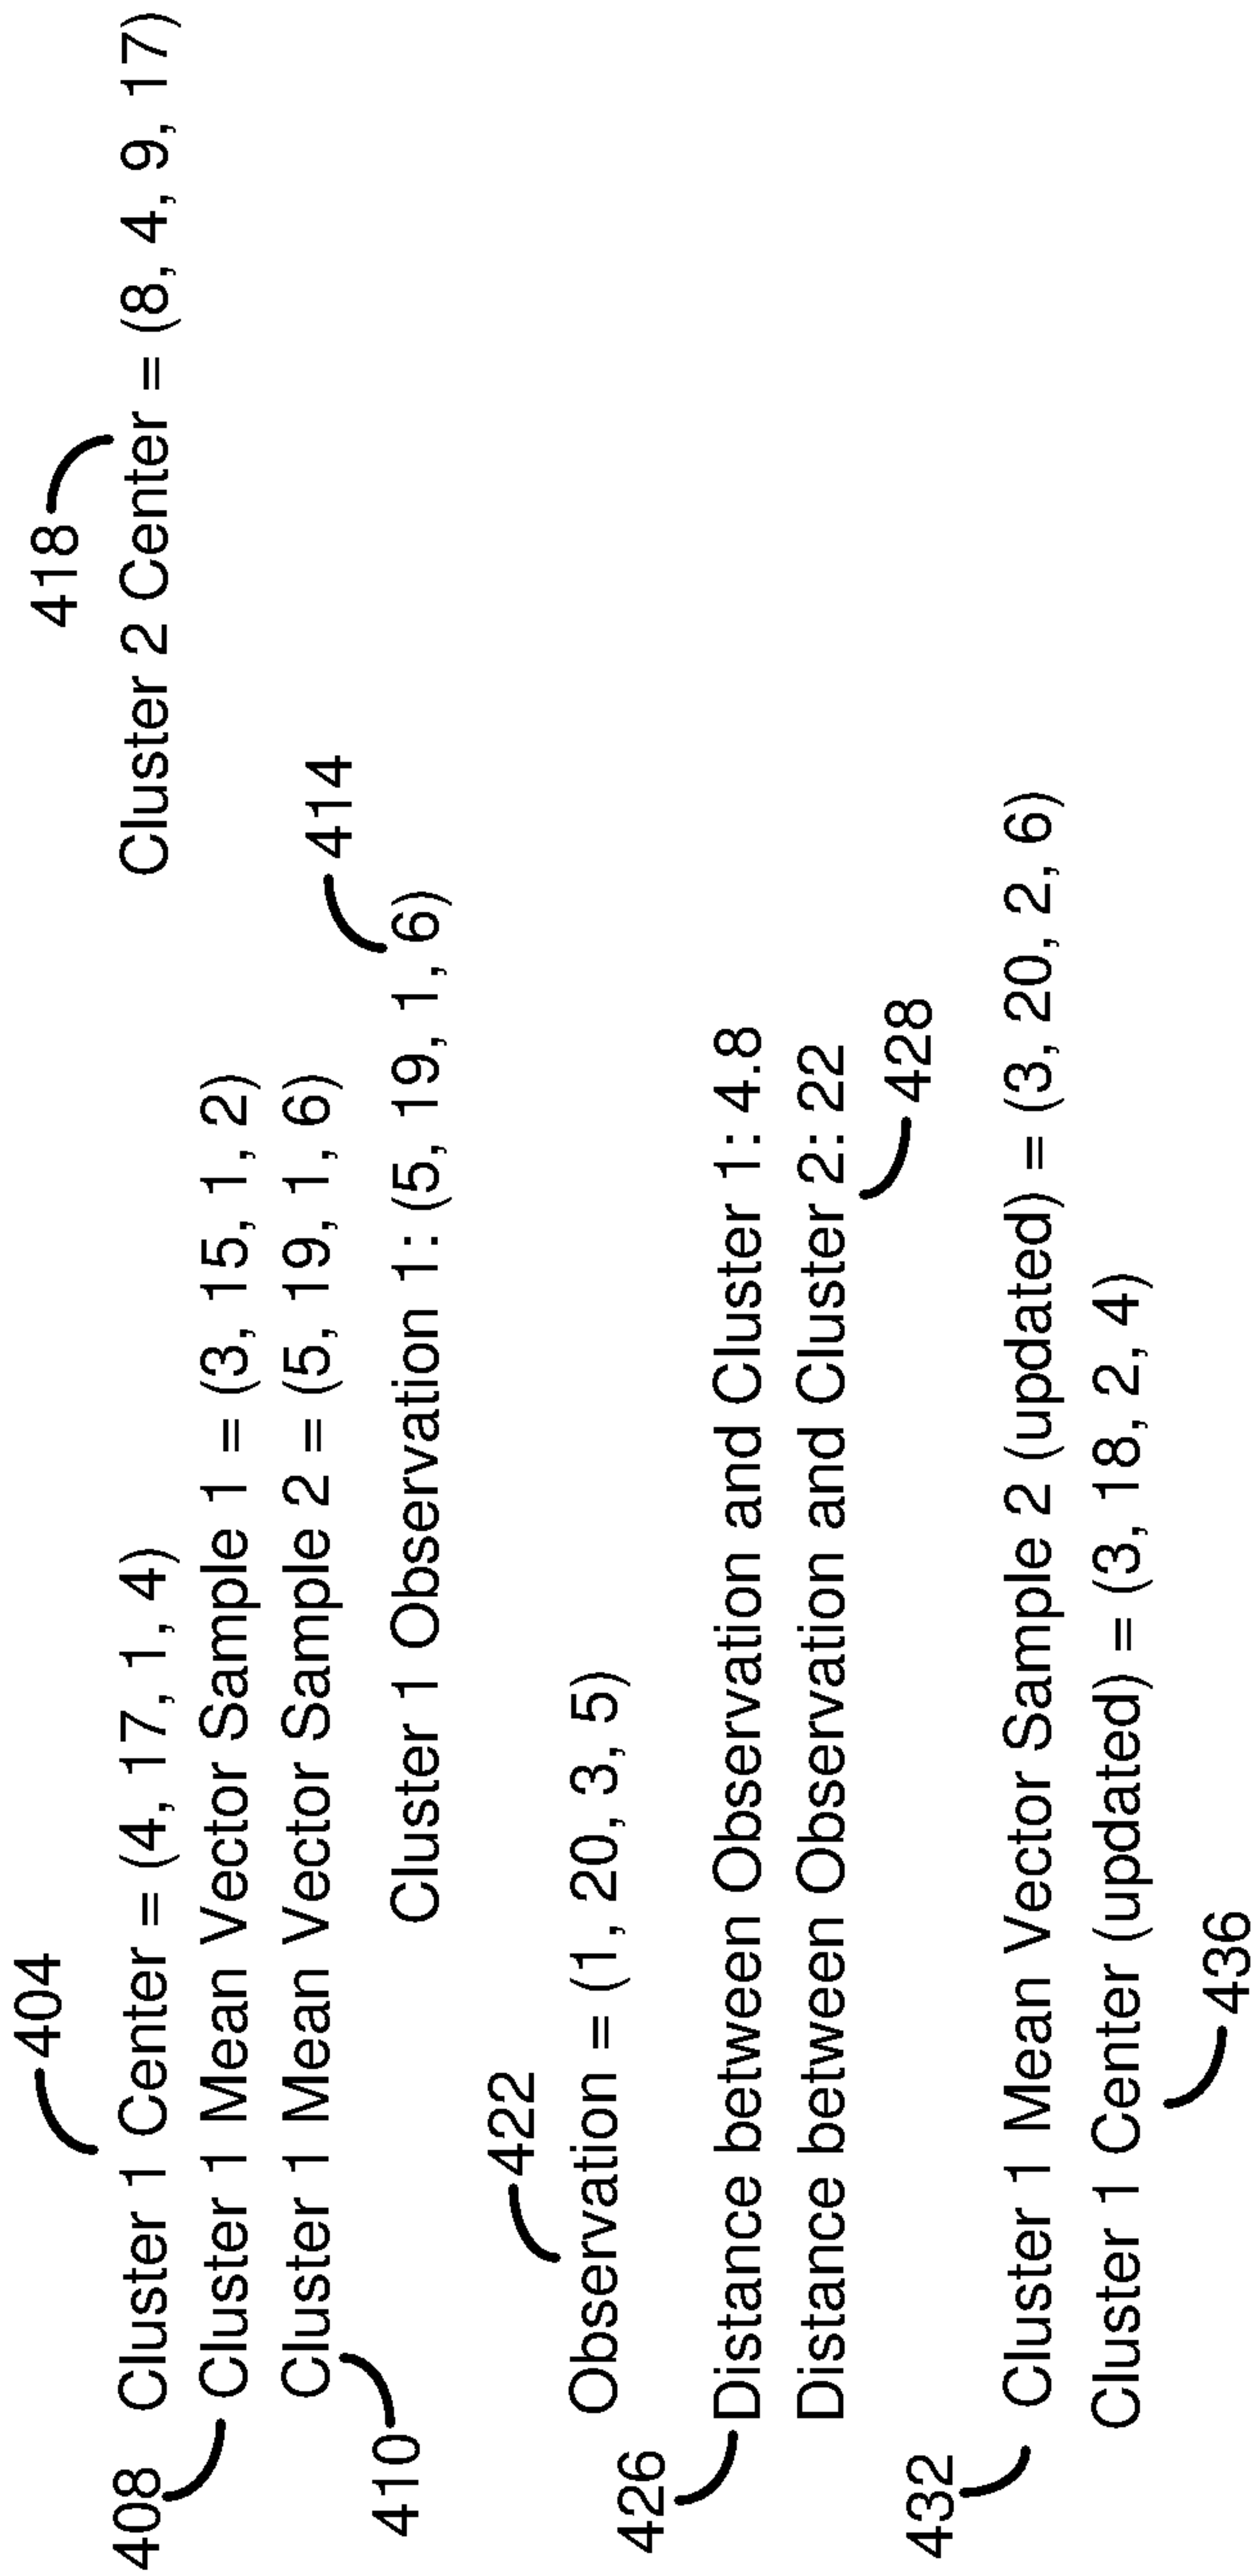 404
418
408 Cluster 1 Center = (4, 17, 1, 4)
Cluster 2 Center = (8, 4, 9, 17)
Cluster 1 Mean Vector Sample 1 = (3, 15, 1, 2)
Cluster 1 Mean Vector Sample 2 = (5, 19, 1, 6)
410
414
Cluster 1 Observation 1: (5, 19, 1, 6)
422
Observation = (1, 20, 3, 5)
426
Distance between Observation and Cluster 1: 4.8
Distance between Observation and Cluster 2: 22
428
432
Cluster 1 Mean Vector Sample 2 (updated) = (3, 20, 2, 6)
Cluster 1 Center (updated) = (3, 18, 2, 4)
436